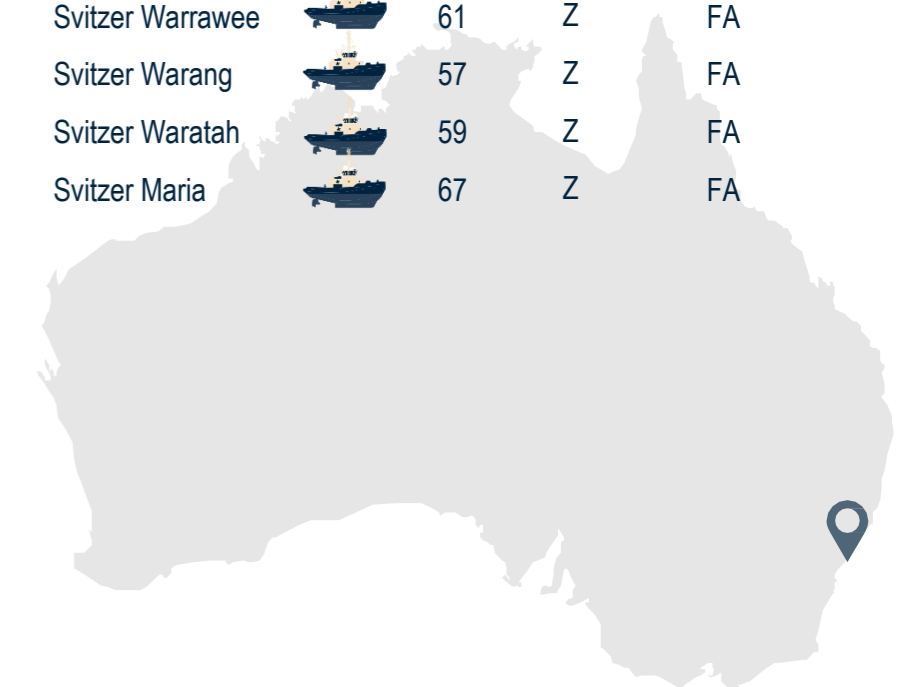 Svitzer Warrawee 61 Z FA
Svitzer Warang 57 Z FA
Svitzer Waratah 59 Z FA
Svitzer Maria 67 Z FA